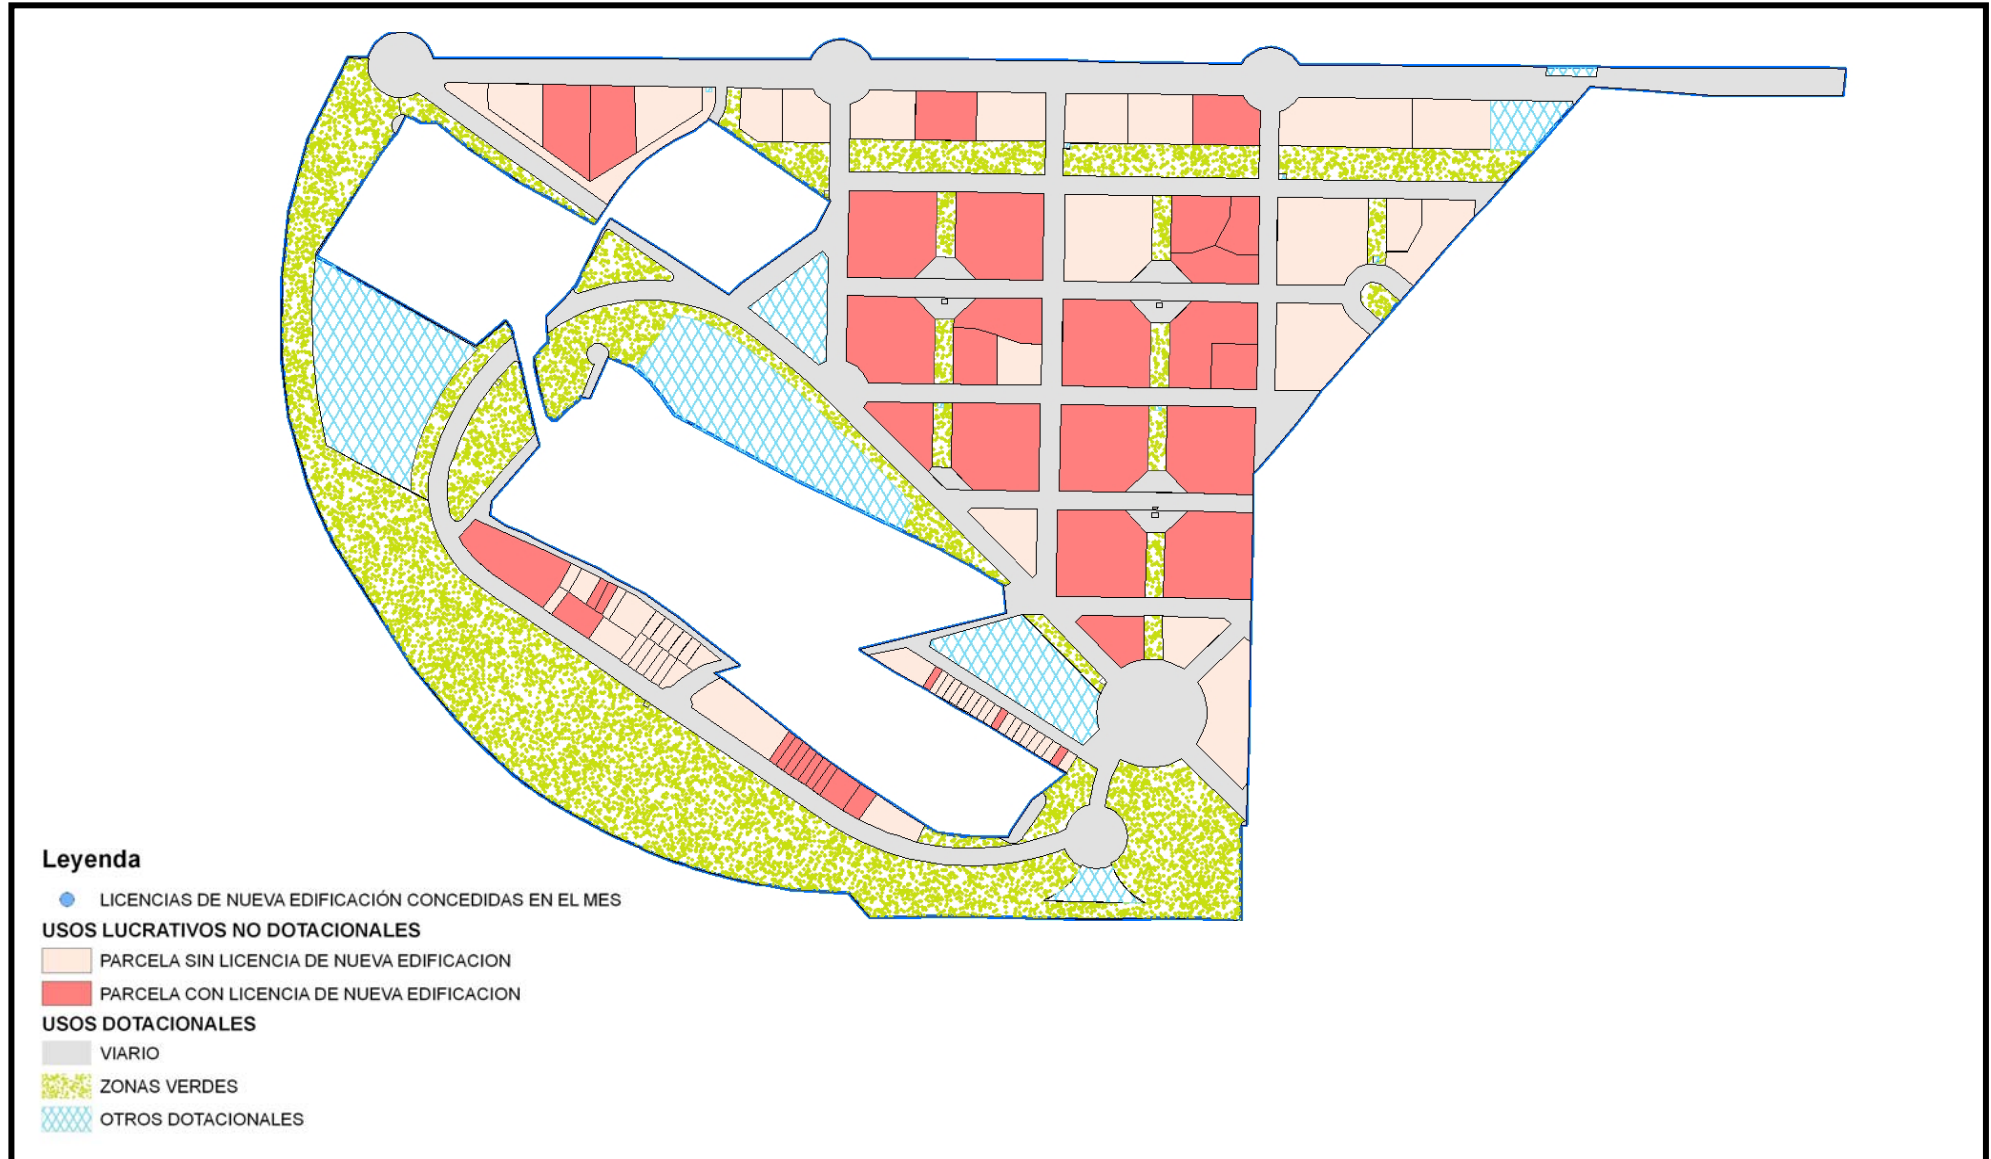 Leyenda
LICENCIAS DE NUEVA EDIFICACIÓN CONCEDIDAS EN EL MES
USOS LUCRATIVOS NO DOTACIONALES
PARCELA SIN LICENCIA DE NUEVA EDIFICACION
PARCELA CON LICENCIA DE NUEVA EDIFICACION
USOS DOTACIONALES
VIARIO
ZONAS VERDES
OTROS DOTACIONALES